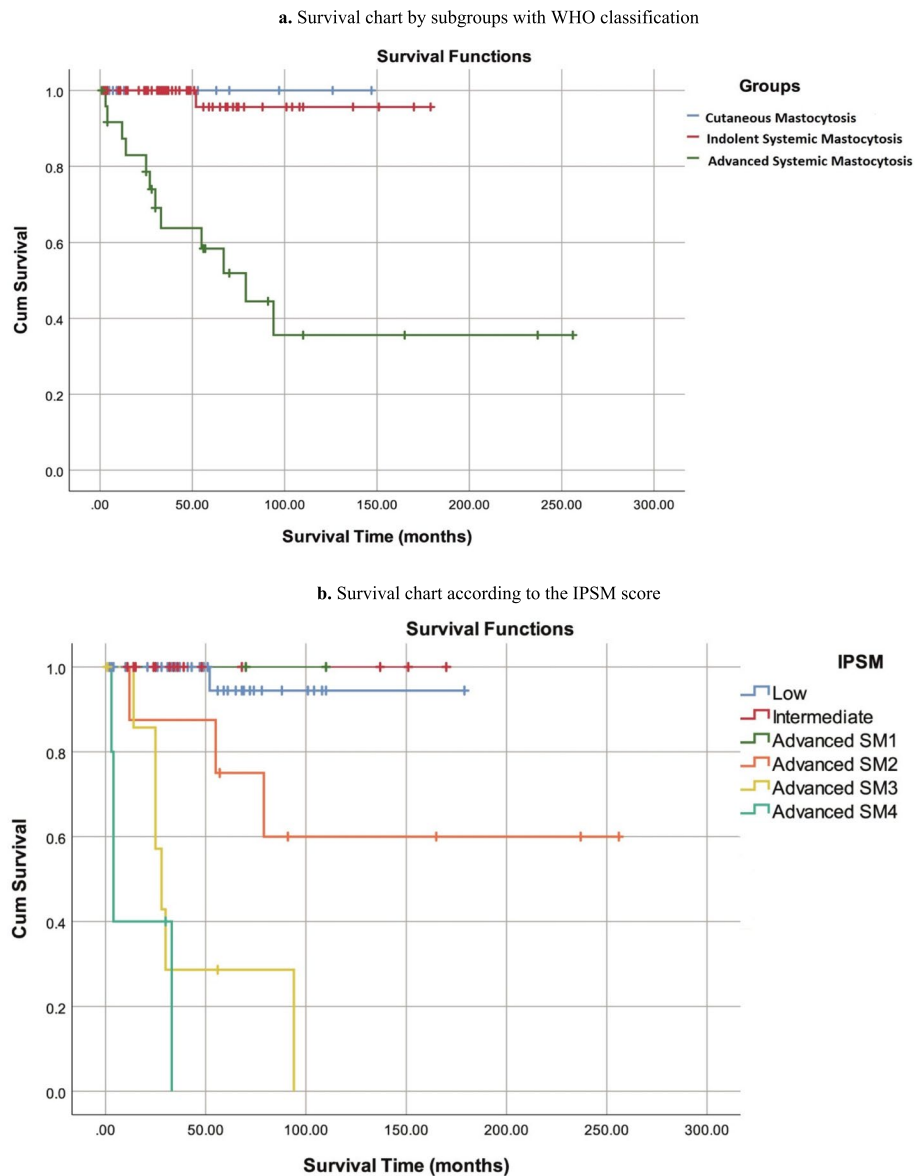 a. Survival chart by subgroups with WHO classification
Survival Functions
Groups
Cutaneous Mastocytosis
Indolent Systemic Mastocytosis
Advanced Systemic Mastocytosis
Cum Survival
1.0
0.8
0.6
0.4
0.2
0.0
.00 50.00 100.00 150.00 200.00 250.00 300.00
Survival Time (months)
b. Survival chart according to the IPSM score
Survival Functions
IPSM
Low
Intermediate
Advanced SM1
Advanced SM2
Advanced SM3
Advanced SM4
Cum Survival
1.0
0.8
0.6
0.4
0.2
0.0
.00 50.00 100.00 150.00 200.00 250.00 300.00
Survival Time (months)